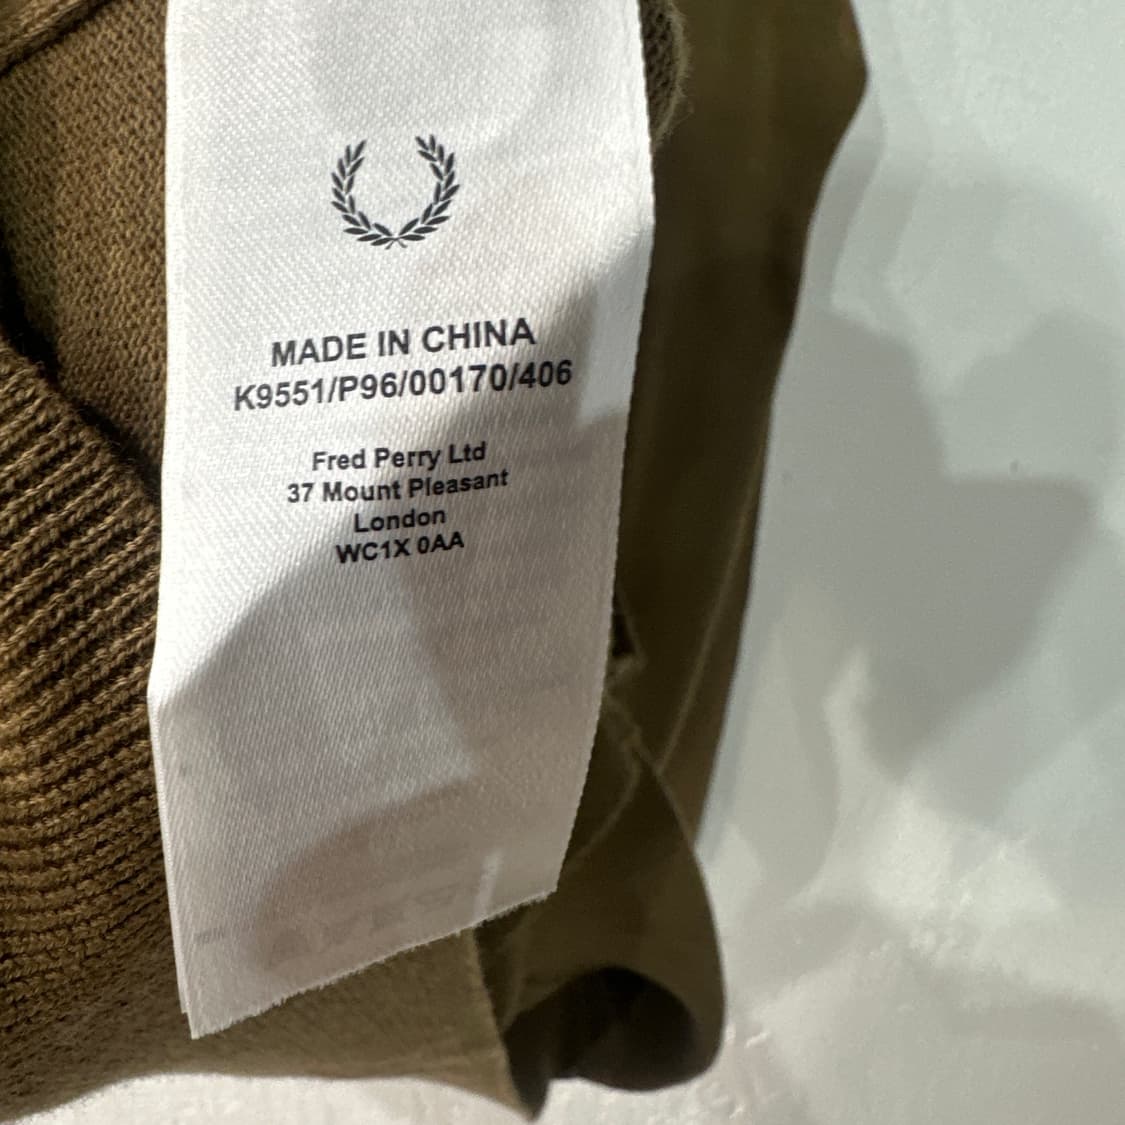 MADE IN CHINA
K9551/P96/00170/406
Fred Perry Ltd
37 Mount Pleasant
London
WC1X 0AA